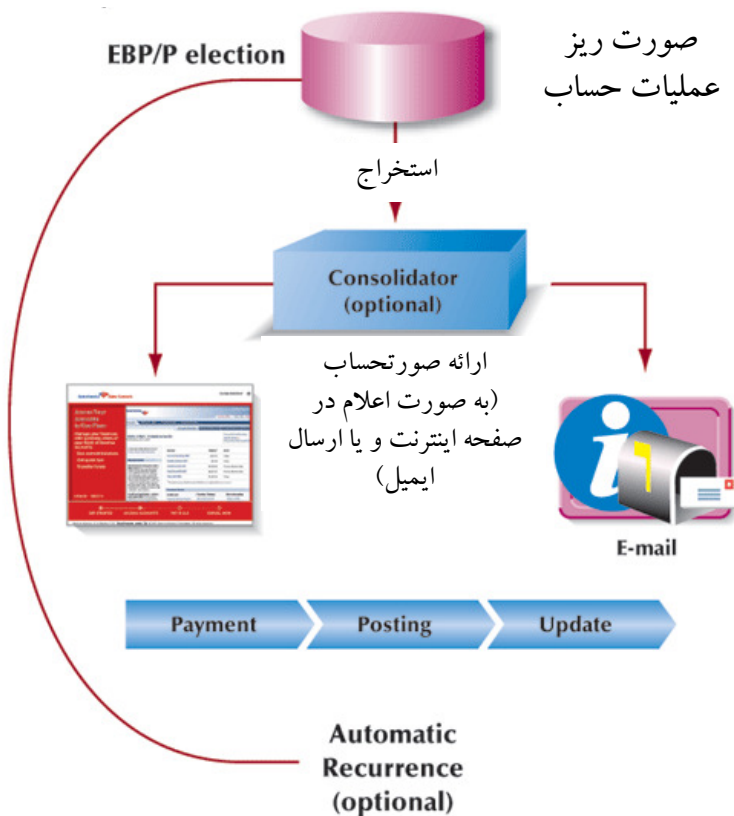 EBP/P election
صورت ریز
عملیات حساب
استخراج
Consolidator
(optional)
ارائه صورتحساب
(به صورت اعلام در
صفحه اینترنت و یا ارسال
ایمیل)
E-mail
Payment
Posting
Update
Automatic
Recurrence
(optional)